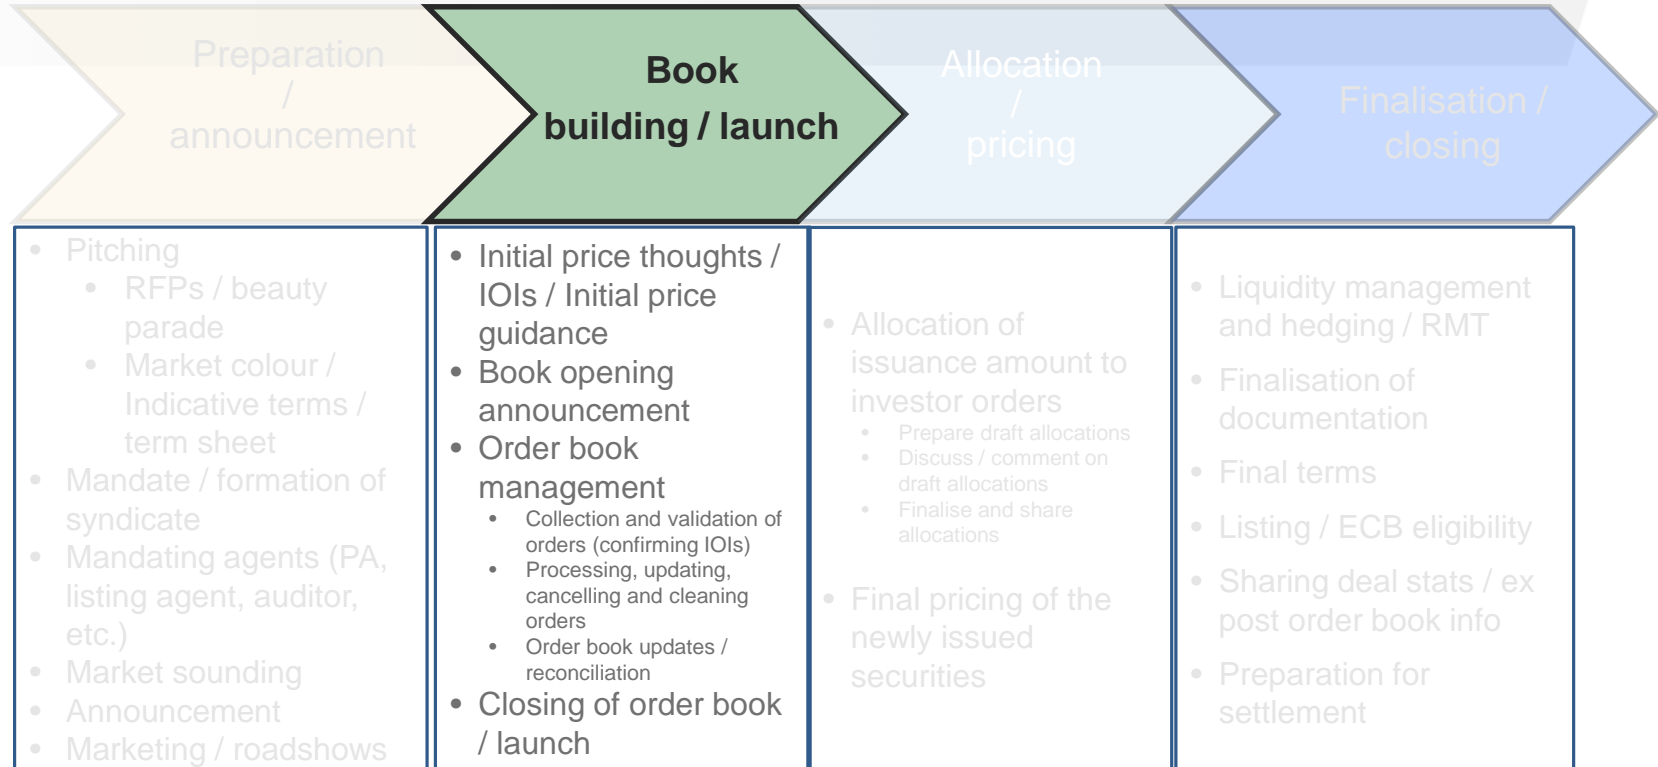 Preparation
/
announcement
Book
building / launch
Allocation
/
pricing
Finalisation /
closing
• Pitching
• RFPs / beauty
parade
• Market colour /
Indicative terms /
term sheet
• Mandate / formation of
syndicate
• Mandating agents (PA,
listing agent, auditor,
etc.)
• Market sounding
• Announcement
• Marketing / roadshows
• Initial price thoughts /
IOIs / Initial price
guidance
• Book opening
announcement
• Order book
management
• Collection and validation of
orders (confirming IOIs)
• Processing, updating,
cancelling and cleaning
orders
• Order book updates /
reconciliation
• Closing of order book
/ launch
• Allocation of
issuance amount to
investor orders
• Prepare draft allocations
• Discuss / comment on
draft allocations
• Finalise and share
allocations
• Final pricing of the
newly issued
securities
• Liquidity management
and hedging / RMT
• Finalisation of
documentation
• Final terms
• Listing / ECB eligibility
• Sharing deal stats / ex
post order book info
• Preparation for
settlement